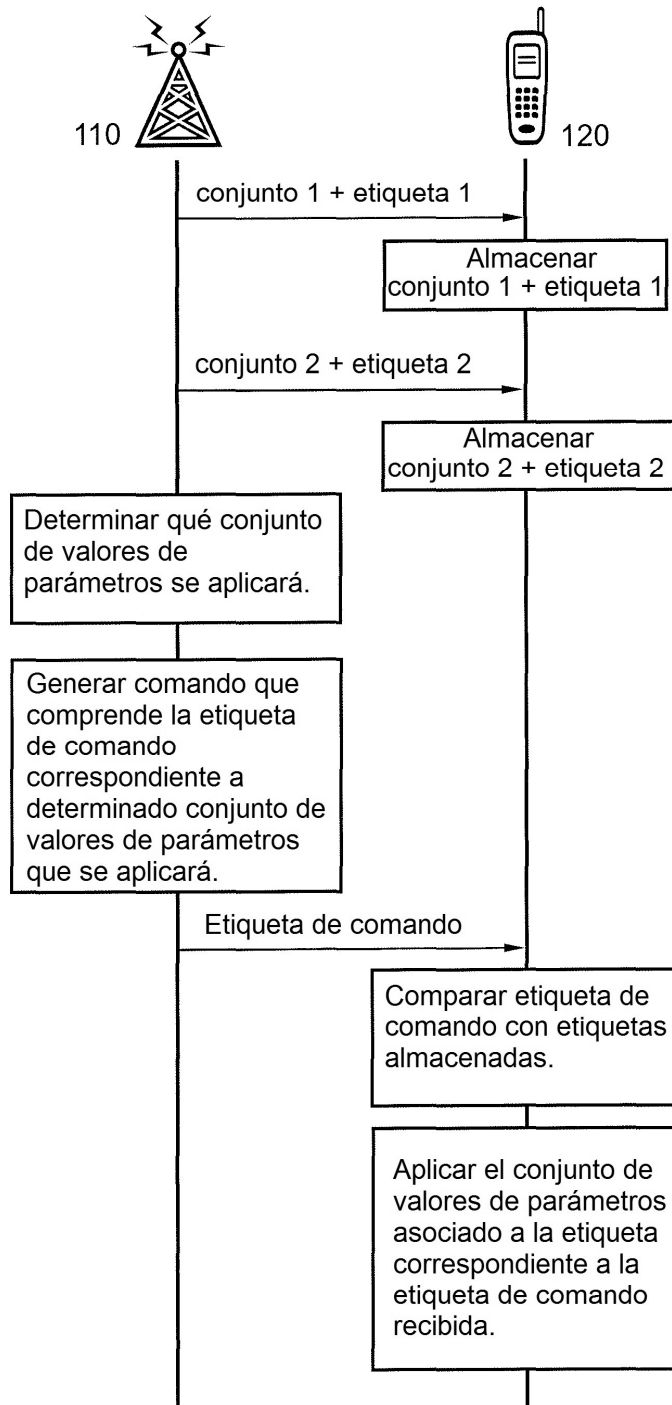 110
120
conjunto 1 + etiqueta 1
Almacenar
conjunto 1 + etiqueta 1
conjunto 2 + etiqueta 2
Almacenar
conjunto 2 + etiqueta 2
Determinar qué conjunto
de valores de
parámetros se aplicará.
Generar comando que
comprende la etiqueta
de comando
correspondiente a
determinado conjunto de
valores de parámetros
que se aplicará.
Etiqueta de comando
Comparar etiqueta de
comando con etiquetas
almacenadas.
Aplicar el conjunto de
valores de parámetros
asociado a la etiqueta
correspondiente a la
etiqueta de comando
recibida.